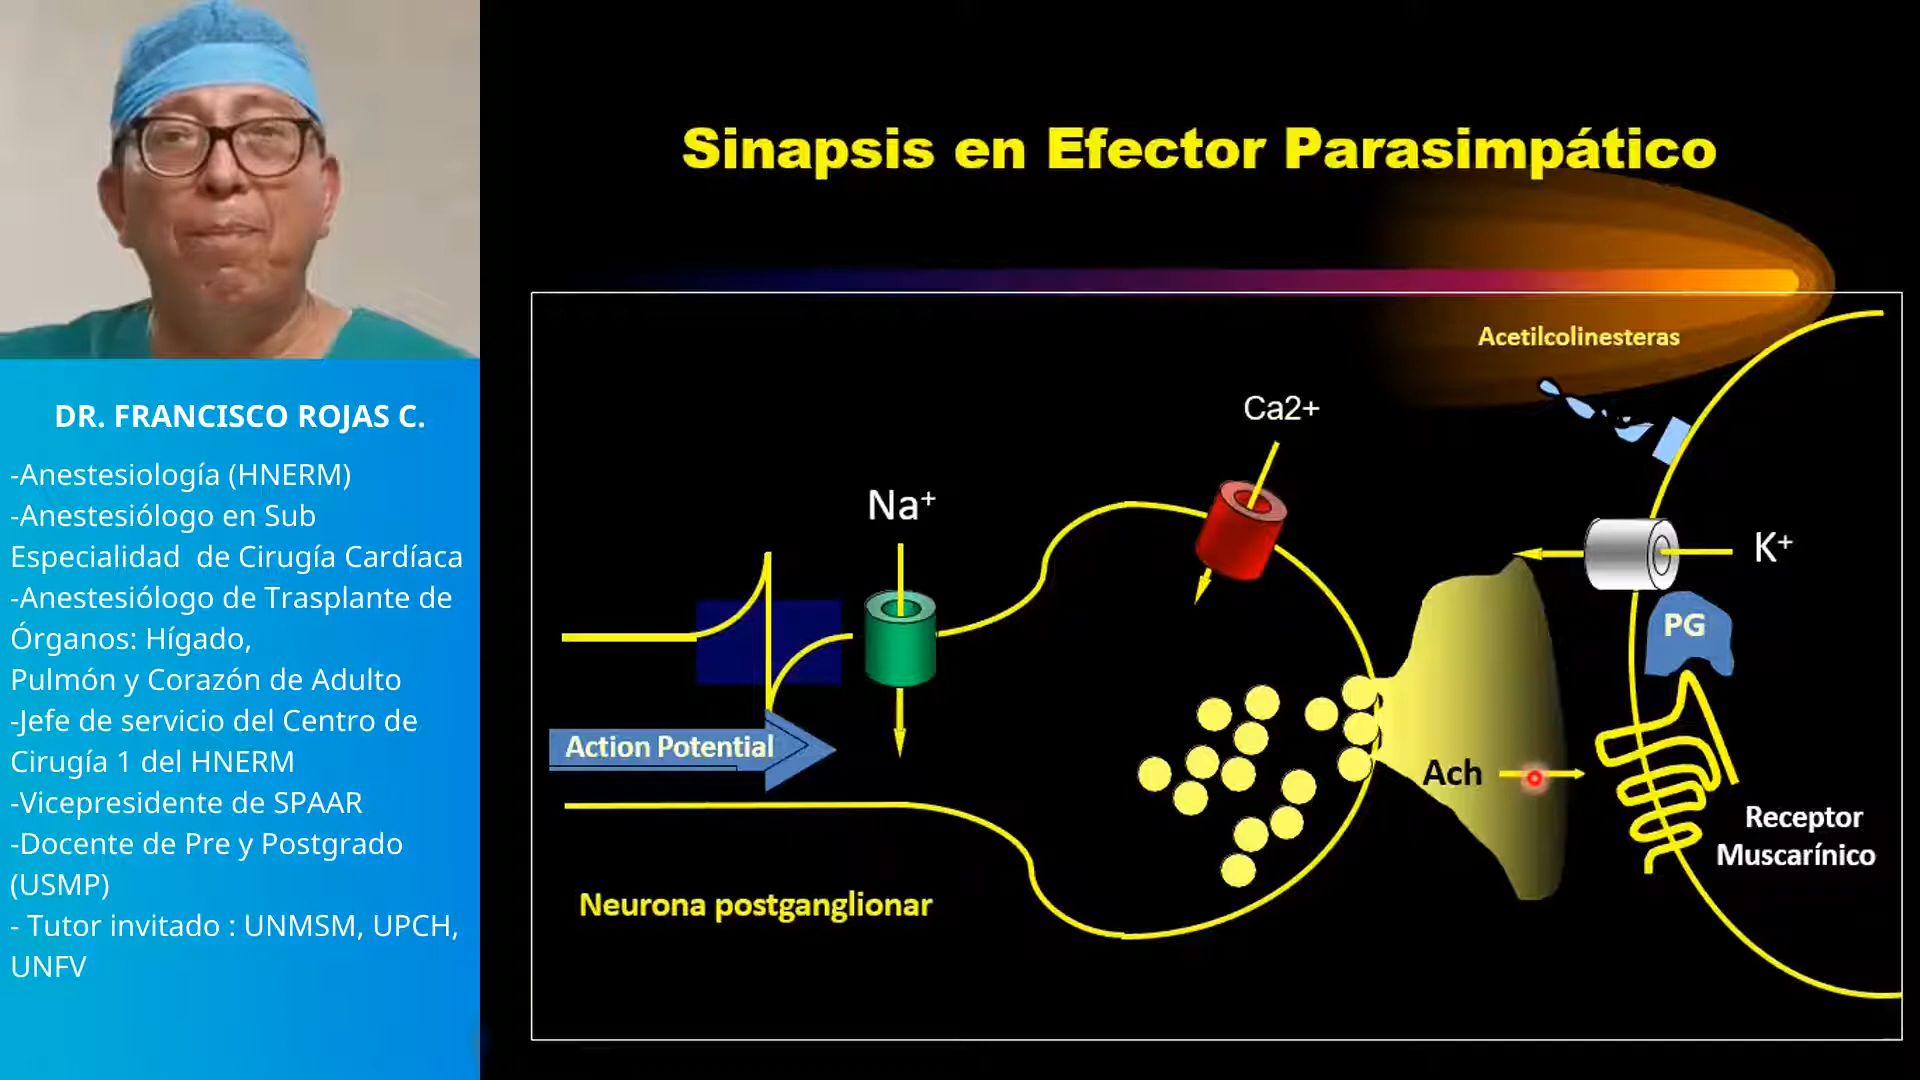 DR. FRANCISCO ROJAS C.
-Anestesiología (HNERM)
-Anestesiólogo en Sub
Especialidad  de Cirugía Cardíaca
-Anestesiólogo de Trasplante de
Órganos: Hígado,
Pulmón y Corazón de Adulto
-Jefe de servicio del Centro de
Cirugía 1 del HNERM
-Vicepresidente de SPAAR
-Docente de Pre y Postgrado
(USMP)
- Tutor invitado : UNMSM, UPCH,
UNFV
Sinapsis en Efector Parasimpático
Acetilcolinesteras
Ca2+
Na⁺
K⁺
PG
Action Potential
Ach
Receptor
Muscarínico
Neurona postganglionar